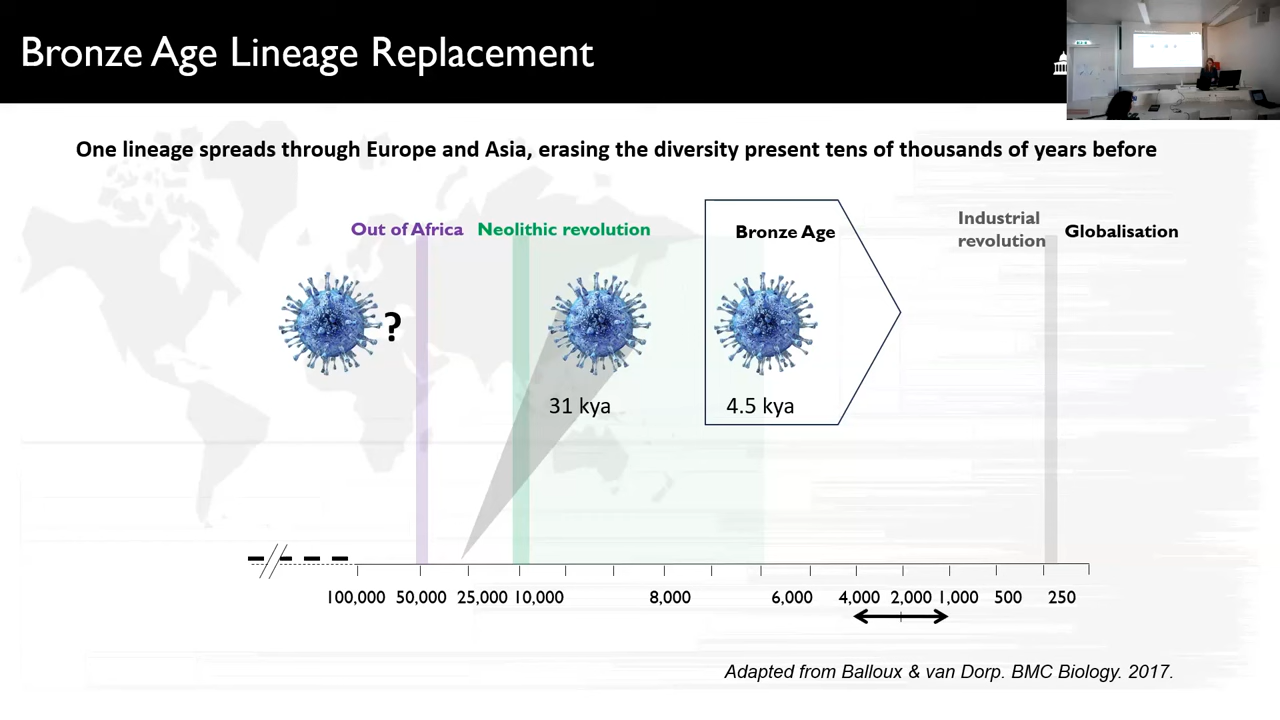 Bronze Age Lineage Replacement
One lineage spreads through Europe and Asia, erasing the diversity present tens of thousands of years before
Out of Africa
Neolithic revolution
Bronze Age
Industrial
revolution
Globalisation
?
31 kya
4.5 kya
100,000 50,000 25,000 10,000 8,000 6,000 4,000 2,000 1,000 500 250
Adapted from Balloux & van Dorp. BMC Biology. 2017.